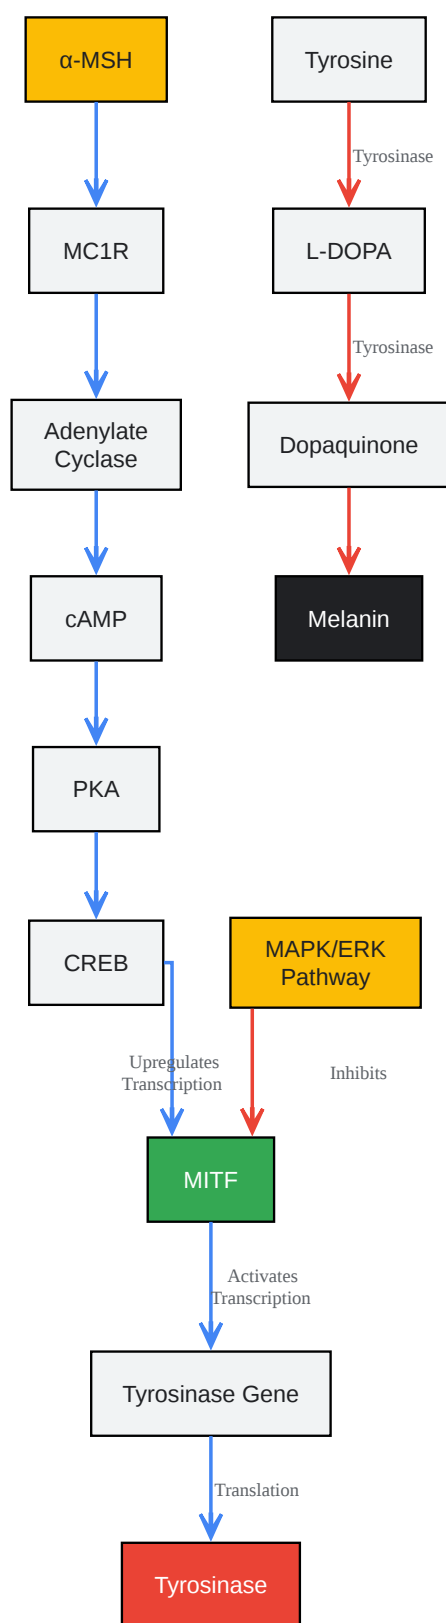 α-MSH
Tyrosine
Tyrosinase
MC1R
L-DOPA
Tyrosinase
Adenylate
Cyclase
Dopaquinone
cAMP
Melanin
PKA
CREB
MAPK/ERK
Pathway
Upregulates
Transcription
Inhibits
MITF
Activates
Transcription
Tyrosinase Gene
Translation
Tyrosinase